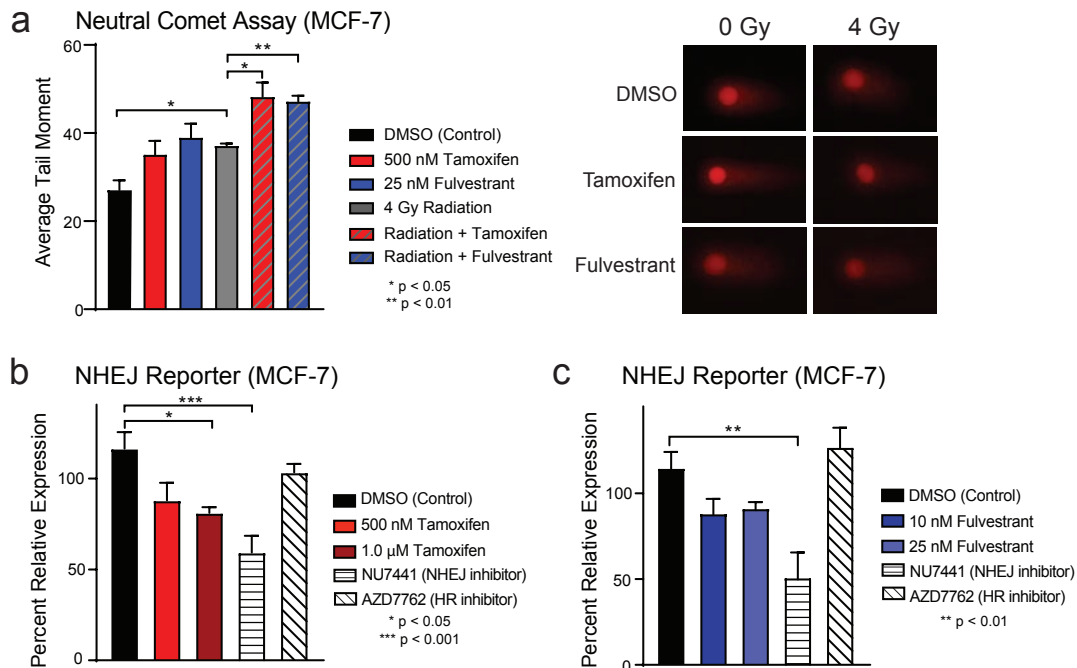 a
Neutral Comet Assay (MCF-7)
Average Tail Moment
60
40
20
0
*
*
**
DMSO (Control)
500 nM Tamoxifen
25 nM Fulvestrant
4 Gy Radiation
Radiation + Tamoxifen
Radiation + Fulvestrant
* p < 0.05
** p < 0.01
0 Gy
4 Gy
DMSO
Tamoxifen
Fulvestrant
b
NHEJ Reporter (MCF-7)
Percent Relative Expression
100
50
0
***
*
DMSO (Control)
500 nM Tamoxifen
1.0 µM Tamoxifen
NU7441 (NHEJ inhibitor)
AZD7762 (HR inhibitor)
* p < 0.05
*** p < 0.001
c
NHEJ Reporter (MCF-7)
Percent Relative Expression
100
50
0
**
DMSO (Control)
10 nM Fulvestrant
25 nM Fulvestrant
NU7441 (NHEJ inhibitor)
AZD7762 (HR inhibitor)
** p < 0.01